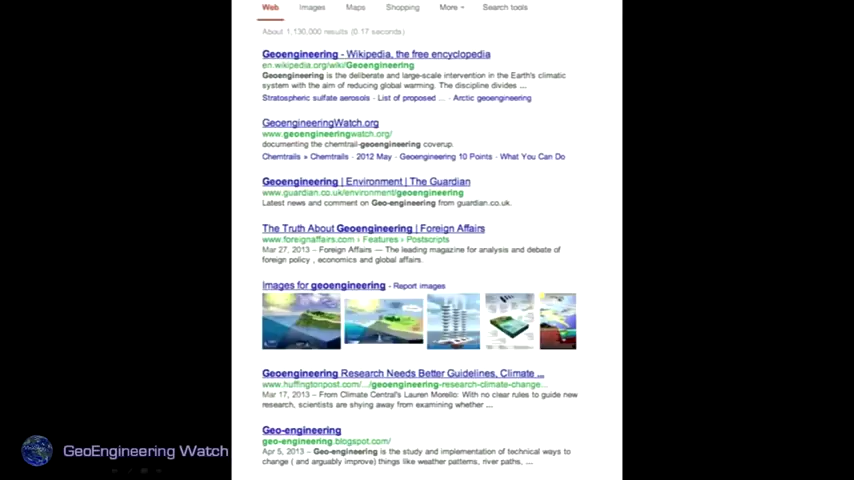 Web Images Maps Shopping More Search tools
About 1,130,000 results (0.17 seconds)
Geoengineering - Wikipedia, the free encyclopedia
en.wikipedia.org/wiki/Geoengineering
Geoengineering is the deliberate and large-scale intervention in the Earth's climatic
system with the aim of reducing global warming. The discipline divides ...
Stratospheric sulfate aerosols - List of proposed ... - Arctic geoengineering
GeoengineeringWatch.org
www.geoengineeringwatch.org/
documenting the chemtrail-geoengineering coverup.
Chemtrails » Chemtrails - 2012 May - Geoengineering 10 Points - What You Can Do
Geoengineering | Environment | The Guardian
www.guardian.co.uk/environment/geoengineering
Latest news and comment on Geo-engineering from guardian.co.uk.
The Truth About Geoengineering | Foreign Affairs
www.foreignaffairs.com › Features › Postscripts
Mar 27, 2013 – Foreign Affairs — The leading magazine for analysis and debate of
foreign policy , economics and global affairs.
Images for geoengineering - Report images
Geoengineering Research Needs Better Guidelines, Climate ...
www.huffingtonpost.com/.../geoengineering-research-climate-change...
Mar 17, 2013 – From Climate Central's Lauren Morello: With no clear rules to guide new
research, scientists are shying away from examining whether ...
Geo-engineering
geo-engineering.blogspot.com/
Apr 5, 2013 – Geo-engineering is the study and implementation of technical ways to
change ( and arguably improve) things like weather patterns, river paths, ...
GeoEngineering Watch